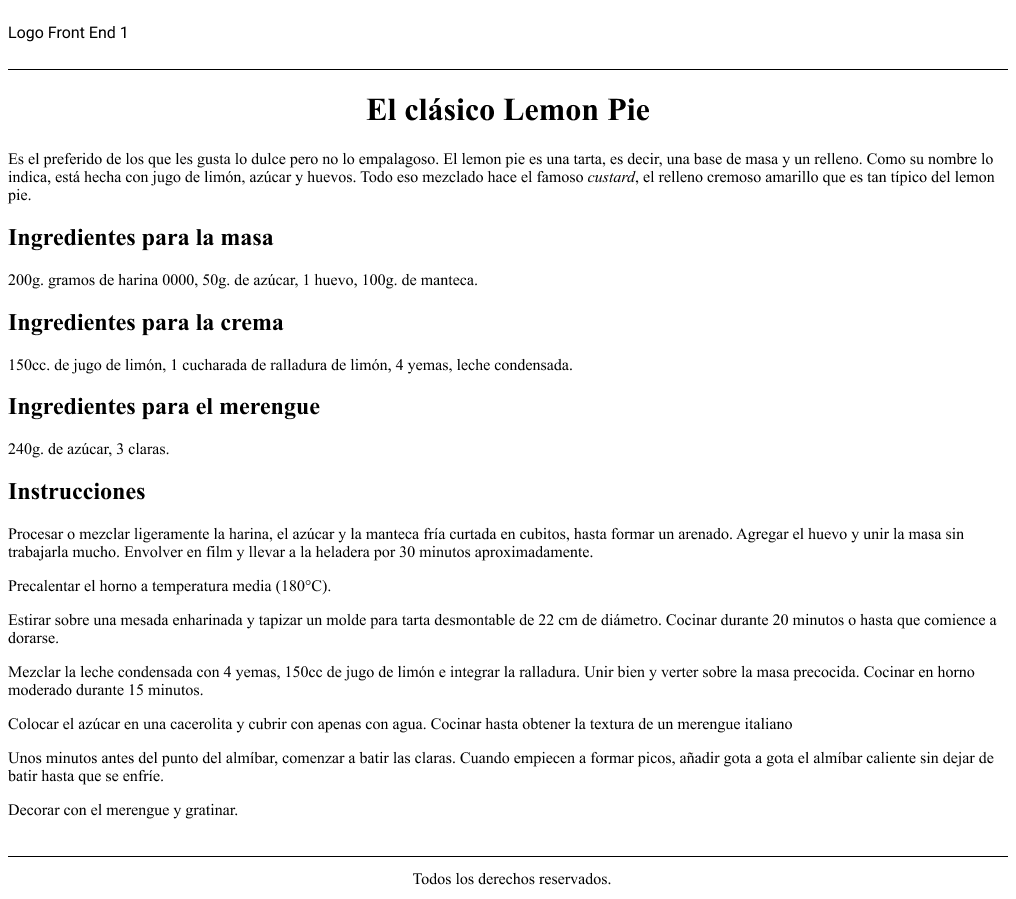 Logo Front End 1
El clásico Lemon Pie
Es el preferido de los que les gusta lo dulce pero no lo empalagoso. El lemon pie es una tarta, es decir, una base de masa y un relleno. Como su nombre lo
indica, está hecha con jugo de limón, azúcar y huevos. Todo eso mezclado hace el famoso custard, el relleno cremoso amarillo que es tan típico del lemon
pie.
Ingredientes para la masa
200g. gramos de harina 0000, 50g. de azúcar, 1 huevo, 100g. de manteca.
Ingredientes para la crema
150cc. de jugo de limón, 1 cucharada de ralladura de limón, 4 yemas, leche condensada.
Ingredientes para el merengue
240g. de azúcar, 3 claras.
Instrucciones
Procesar o mezclar ligeramente la harina, el azúcar y la manteca fría curtada en cubitos, hasta formar un arenado. Agregar el huevo y unir la masa sin
trabajarla mucho. Envolver en film y llevar a la heladera por 30 minutos aproximadamente.
Precalentar el horno a temperatura media (180°C).
Estirar sobre una mesada enharinada y tapizar un molde para tarta desmontable de 22 cm de diámetro. Cocinar durante 20 minutos o hasta que comience a
dorarse.
Mezclar la leche condensada con 4 yemas, 150cc de jugo de limón e integrar la ralladura. Unir bien y verter sobre la masa precocida. Cocinar en horno
moderado durante 15 minutos.
Colocar el azúcar en una cacerolita y cubrir con apenas con agua. Cocinar hasta obtener la textura de un merengue italiano
Unos minutos antes del punto del almíbar, comenzar a batir las claras. Cuando empiecen a formar picos, añadir gota a gota el almíbar caliente sin dejar de
batir hasta que se enfríe.
Decorar con el merengue y gratinar.
Todos los derechos reservados.